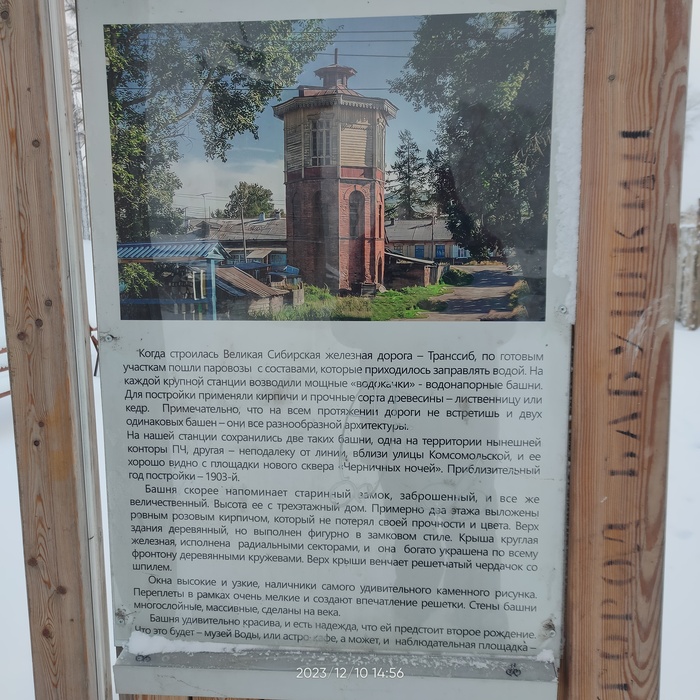 Когда строилась Великая Сибирская железная дорога – Транссиб, по готовым
участкам пошли паровозы с составами, которые приходилось заправлять водой. На
каждой крупной станции возводили мощные «водокачки» - водонапорные башни.
Для постройки применяли кирпичи и прочные сорта древесины – лиственницу или
кедр. Примечательно, что на всем протяжении дороги не встретишь и двух
одинаковых башен – они все разнообразной архитектуры.
На нашей станции сохранились две таких башни, одна на территории нынешней
конторы ПЧ, другая – неподалеку от линии, вблизи улицы Комсомольской, и ее
хорошо видно с площадки нового сквера «Черничных ночей». Приблизительный
год постройки – 1903-й.
Башня скорее напоминает старинный замок, заброшенный, и все же
величественный. Высота ее с трехэтажный дом. Примерно два этажа выложены
ровным розовым кирпичом, который не потерял своей прочности и цвета. Верх
здания деревянный, но выполнен фигурно в замковом стиле. Крыша круглая
железная, исполнена радиальными секторами, и она богато украшена по всему
фронтону деревянными кружевами. Верх крыши венчает решетчатый чердачок со
шпилем.
Окна высокие и узкие, наличники самого удивительного каменного рисунка.
Переплеты в рамках очень мелкие и создают впечатление решетки. Стены башни
многослойные, массивные, сделаны на века.
Башня удивительно красива, и есть надежда, что ей предстоит второе рождение.
Что это будет – музей Воды, или астро-кафе, а может, и наблюдательная площадка –
ГОРОД БАБУШКИН
2023/12/10 14:56